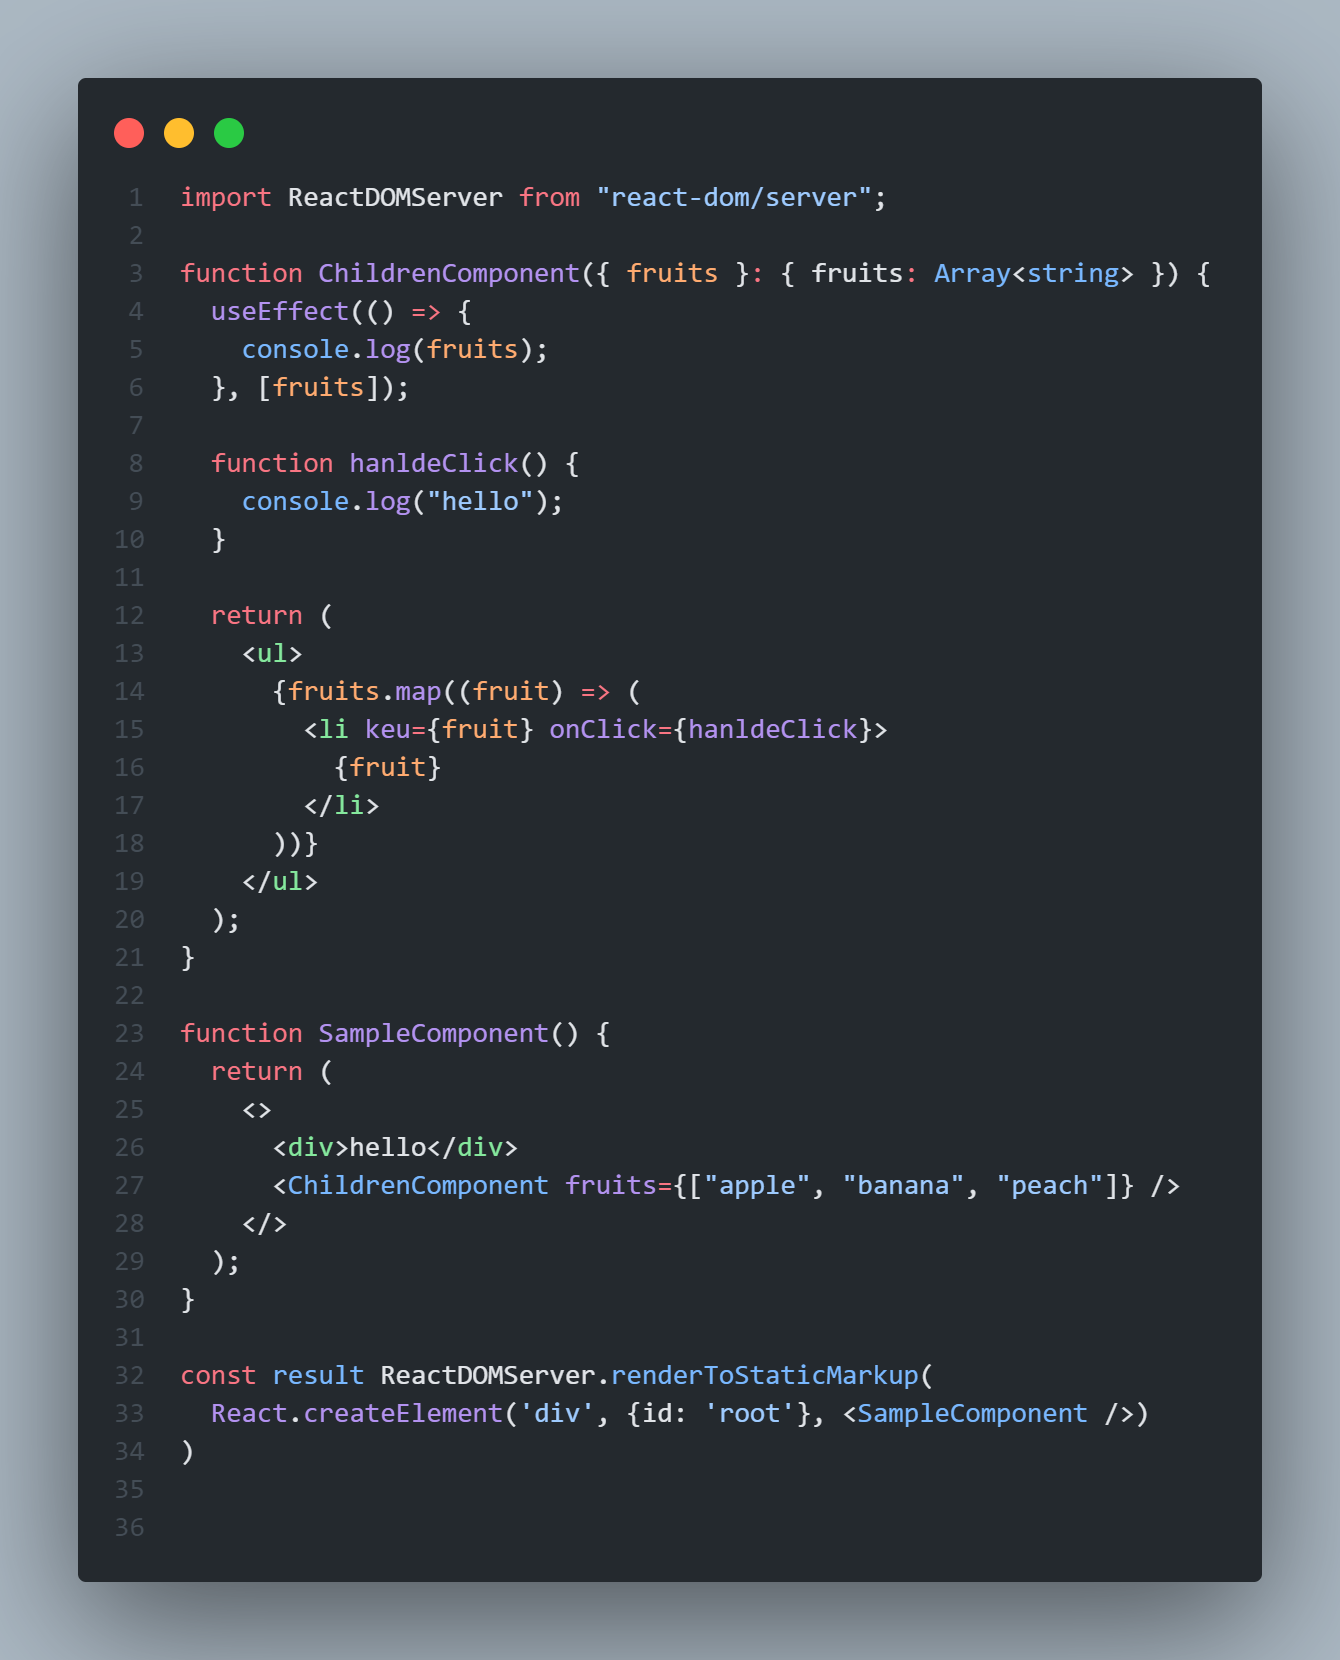 1 import ReactDOMServer from "react-dom/server";
2
3 function ChildrenComponent({ fruits }: { fruits: Array<string> }) {
4   useEffect(() => {
5     console.log(fruits);
6   }, [fruits]);
7
8   function hanldeClick() {
9     console.log("hello");
10   }
11
12   return (
13     <ul>
14       {fruits.map((fruit) => (
15         <li keu={fruit} onClick={hanldeClick}>
16           {fruit}
17         </li>
18       ))}
19     </ul>
20   );
21 }
22
23 function SampleComponent() {
24   return (
25     <>
26       <div>hello</div>
27       <ChildrenComponent fruits={["apple", "banana", "peach"]} />
28     </>
29   );
30 }
31
32 const result ReactDOMServer.renderToStaticMarkup(
33   React.createElement('div', {id: 'root'}, <SampleComponent />)
34 )
35
36